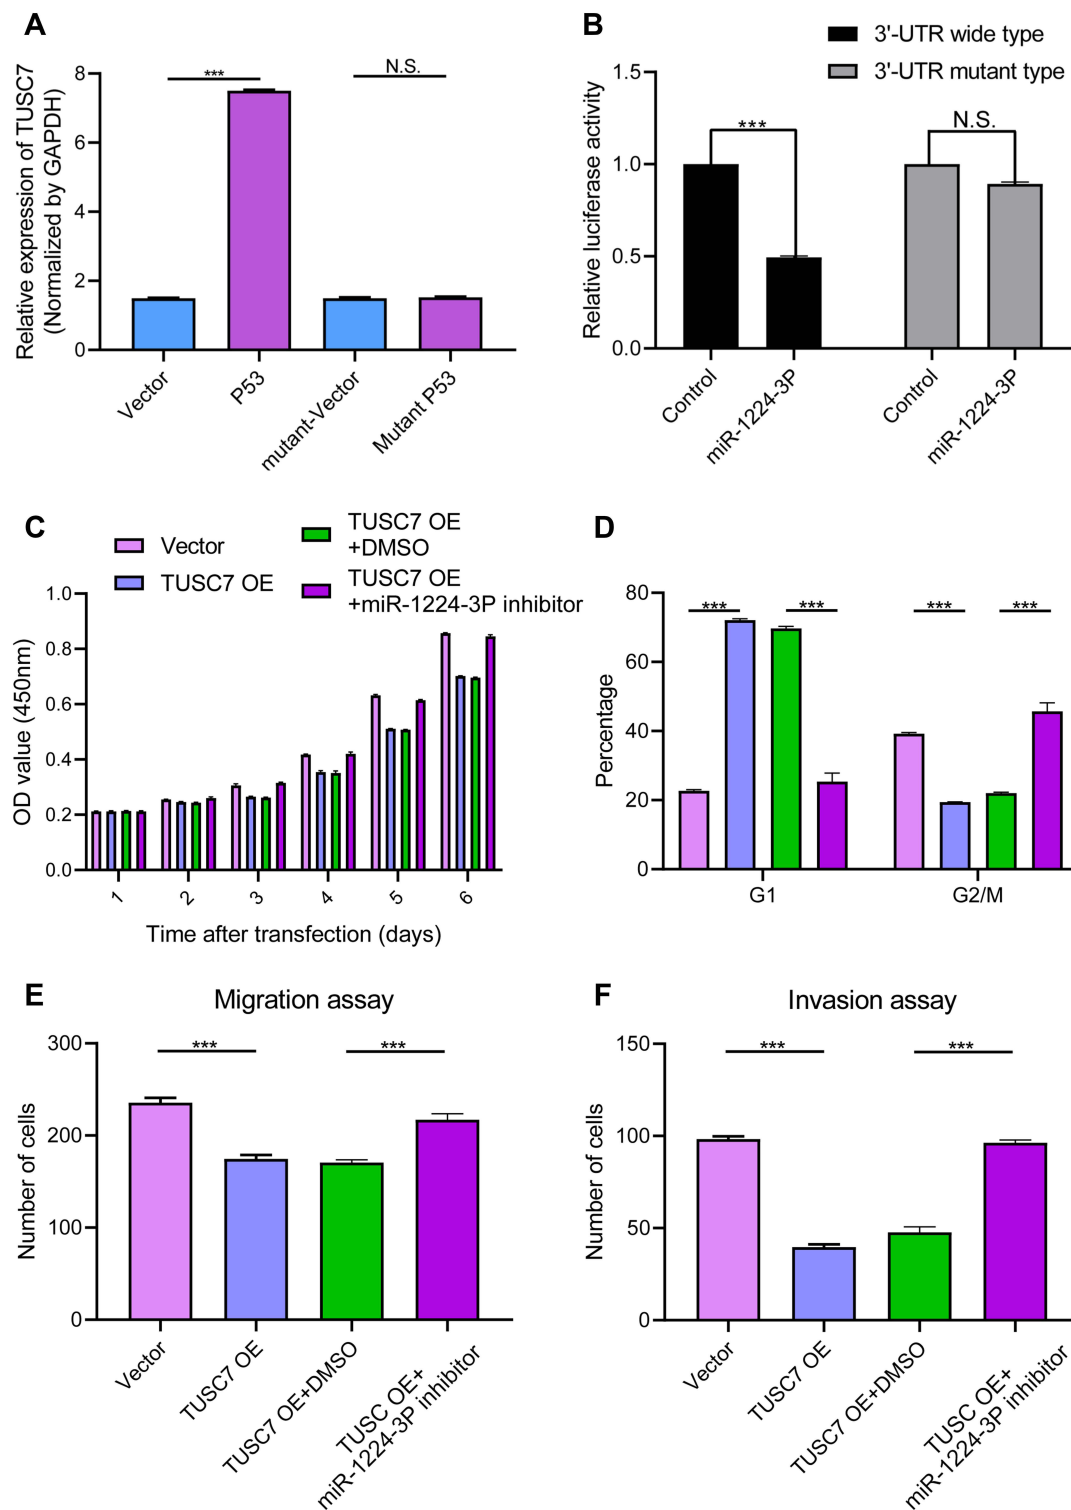 A
Relative expression of TUSC7
(Normalized by GAPDH)
8
6
4
2
0
***
N.S.
Vector
P53
mutant-Vector
Mutant P53
B
3'-UTR wide type
3'-UTR mutant type
Relative luciferase activity
1.5
1.0
0.5
0.0
***
N.S.
Control
miR-1224-3P
Control
miR-1224-3P
C
Vector
TUSC7 OE
TUSC7 OE
+DMSO
TUSC7 OE
+miR-1224-3P inhibitor
OD value (450nm)
1.0
0.8
0.6
0.4
0.2
0.0
1
2
3
4
5
6
Time after transfection (days)
D
Percentage
80
60
40
20
0
***
***
***
***
G1
G2/M
E
Migration assay
Number of cells
300
200
100
0
***
***
Vector
TUSC7 OE
TUSC7 OE+DMSO
TUSC OE+
miR-1224-3P inhibitor
F
Invasion assay
Number of cells
150
100
50
0
***
***
Vector
TUSC7 OE
TUSC7 OE+DMSO
TUSC OE+
miR-1224-3P inhibitor